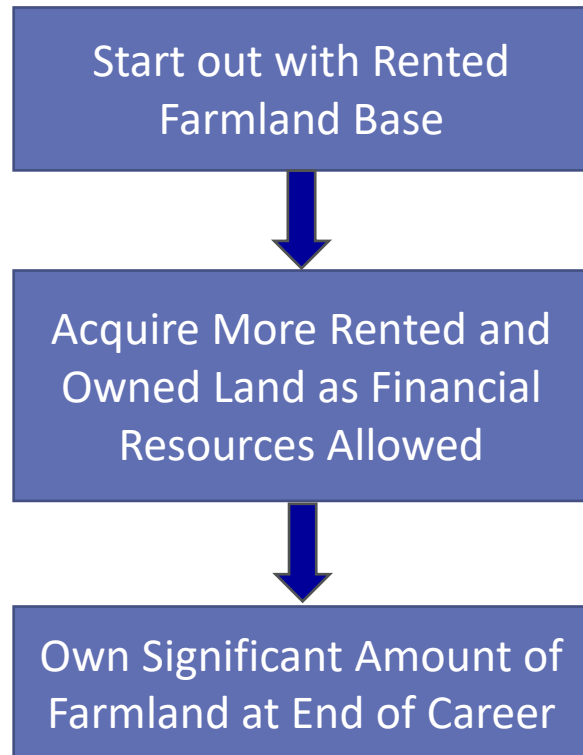 Start out with Rented
Farmland Base
Acquire More Rented and
Owned Land as Financial
Resources Allowed
Own Significant Amount of
Farmland at End of Career